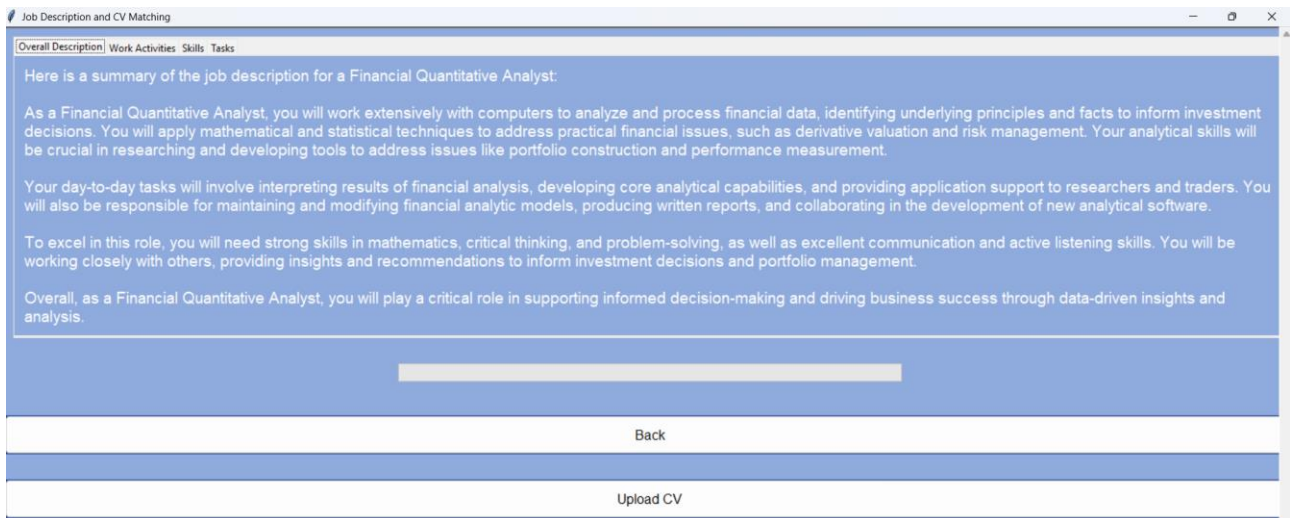 Job Description and CV Matching
Overall Description Work Activities Skills Tasks
Here is a summary of the job description for a Financial Quantitative Analyst:
As a Financial Quantitative Analyst, you will work extensively with computers to analyze and process financial data, identifying underlying principles and facts to inform investment
decisions. You will apply mathematical and statistical techniques to address practical financial issues, such as derivative valuation and risk management. Your analytical skills will
be crucial in researching and developing tools to address issues like portfolio construction and performance measurement.
Your day-to-day tasks will involve interpreting results of financial analysis, developing core analytical capabilities, and providing application support to researchers and traders. You
will also be responsible for maintaining and modifying financial analytic models, producing written reports, and collaborating in the development of new analytical software.
To excel in this role, you will need strong skills in mathematics, critical thinking, and problem-solving, as well as excellent communication and active listening skills. You will be
working closely with others, providing insights and recommendations to inform investment decisions and portfolio management.
Overall, as a Financial Quantitative Analyst, you will play a critical role in supporting informed decision-making and driving business success through data-driven insights and
analysis.
Back
Upload CV